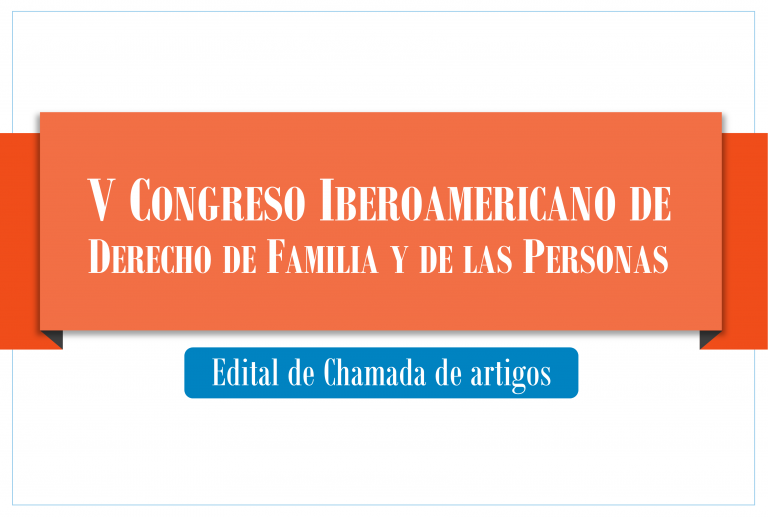 V Congreso Iberoamericano de
Derecho de Familia y de las Personas
Edital de Chamada de artigos